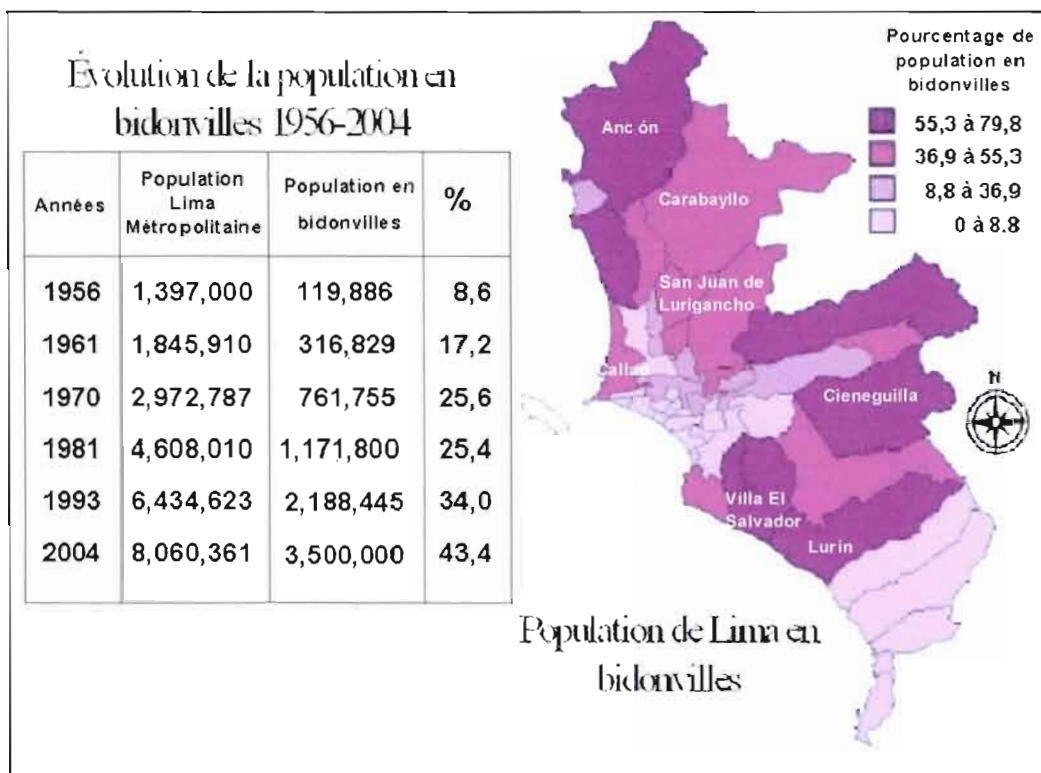 Évolution de la population en
bidonvilles 1956-2004
Années Population Lima Métropolitaine Population en bidonvilles %
1956 1,397,000 119,886 8,6
1961 1,845,910 316,829 17,2
1970 2,972,787 761,755 25,6
1981 4,608,010 1,171,800 25,4
1993 6,434,623 2,188,445 34,0
2004 8,060,361 3,500,000 43,4
Pourcentage de
population en
bidonvilles
55,3 à 79,8
36,9 à 55,3
8,8 à 36,9
0 à 8.8
Anc ón
Carabayllo
San Juan de
Lurigancho
Callao
Cieneguilla
N
Villa El
Salvador
Lurin
Population de Lima en
bidonvilles